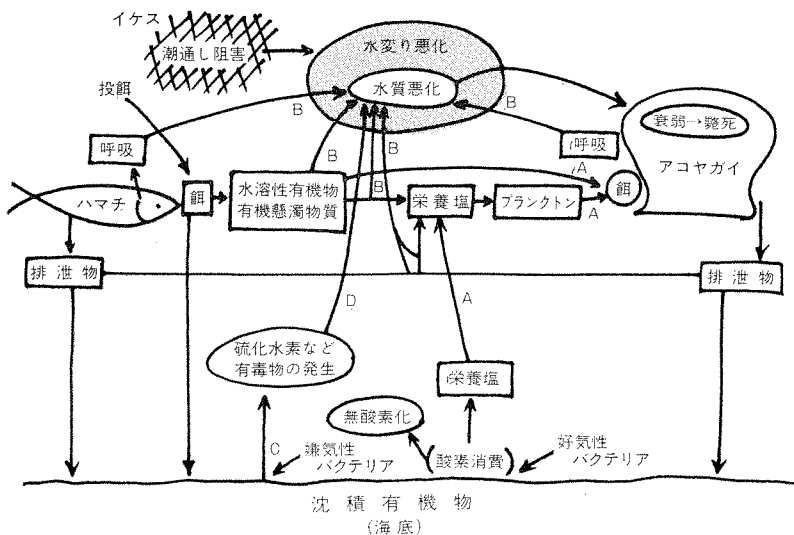 イケス
潮通し阻害
水変り悪化
水質悪化
投餌
B
B
呼吸
呼吸
衰弱→斃死
アコヤガイ
B
B
A
ハマチ
餌
水溶性有機物
有機懸濁物質
B
栄養塩
プランクトン
A
餌
排泄物
排泄物
D
A
硫化水素など
有毒物の発生
栄養塩
無酸素化
C
嫌気性
バクテリア
(酸素消費)
好気性
バクテリア
沈積有機物
(海底)